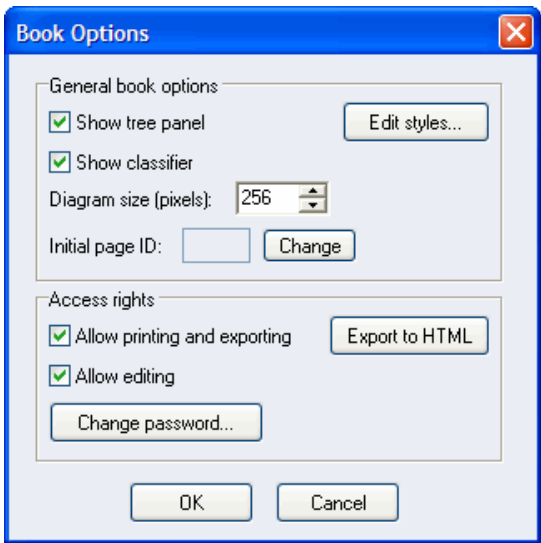 Book Options
General book options
Show tree panel
Edit styles...
Show classifier
Diagram size (pixels): 256
Initial page ID: Change
Access rights
Allow printing and exporting
Export to HTML
Allow editing
Change password...
OK Cancel